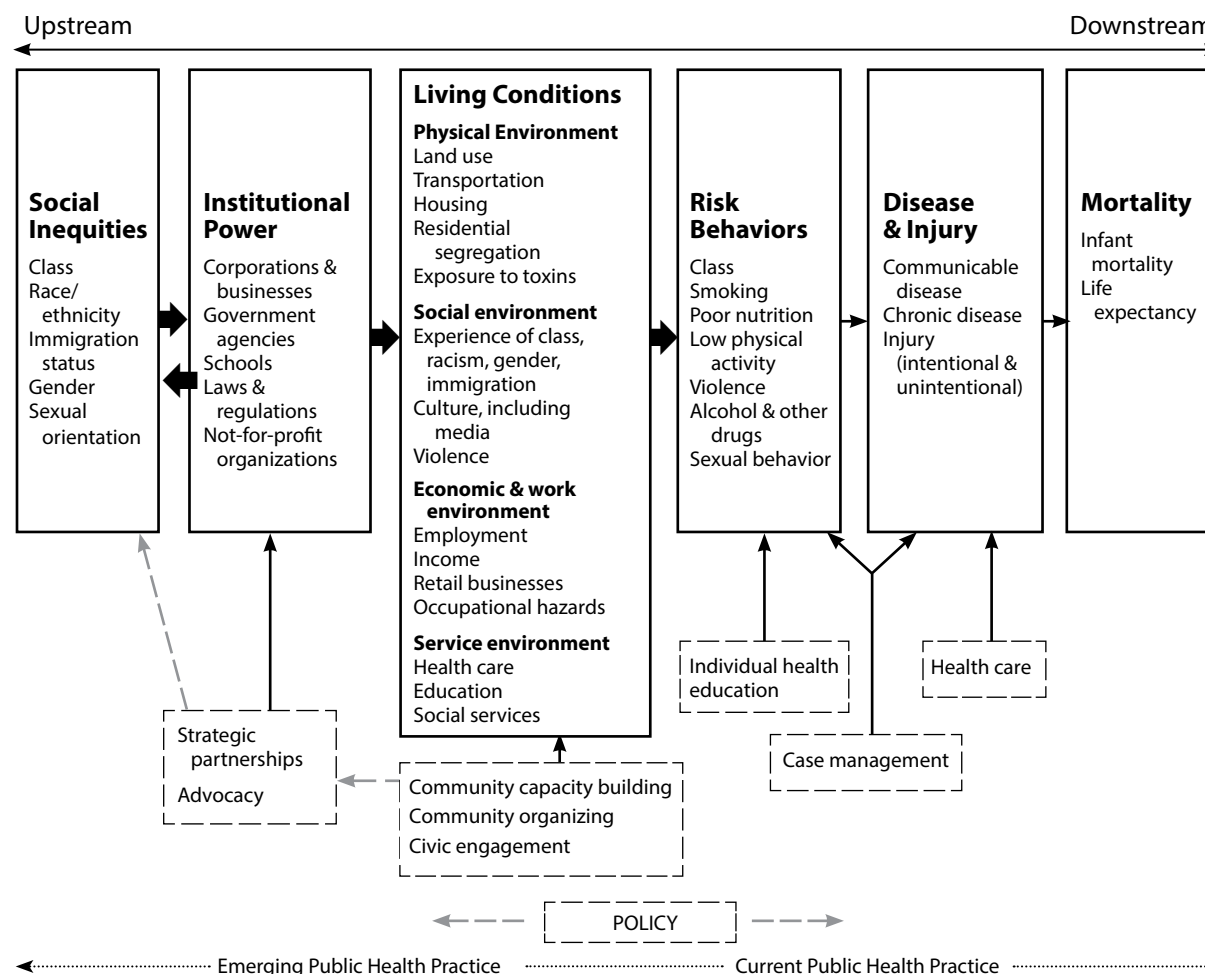 Upstream
Downstream
Social
Inequities
Class
Race/
ethnicity
Immigration
status
Gender
Sexual
orientation
Institutional
Power
Corporations &
businesses
Government
agencies
Schools
Laws &
regulations
Not-for-profit
organizations
Living Conditions
Physical Environment
Land use
Transportation
Housing
Residential
segregation
Exposure to toxins
Social environment
Experience of class,
racism, gender,
immigration
Culture, including
media
Violence
Economic & work
environment
Employment
Income
Retail businesses
Occupational hazards
Service environment
Health care
Education
Social services
Risk
Behaviors
Class
Smoking
Poor nutrition
Low physical
activity
Violence
Alcohol & other
drugs
Sexual behavior
Disease
& Injury
Communicable
disease
Chronic disease
Injury
(intentional &
unintentional)
Mortality
Infant
mortality
Life
expectancy
Strategic
partnerships
Advocacy
Community capacity building
Community organizing
Civic engagement
Individual health
education
Case management
Health care
POLICY
Emerging Public Health Practice
Current Public Health Practice